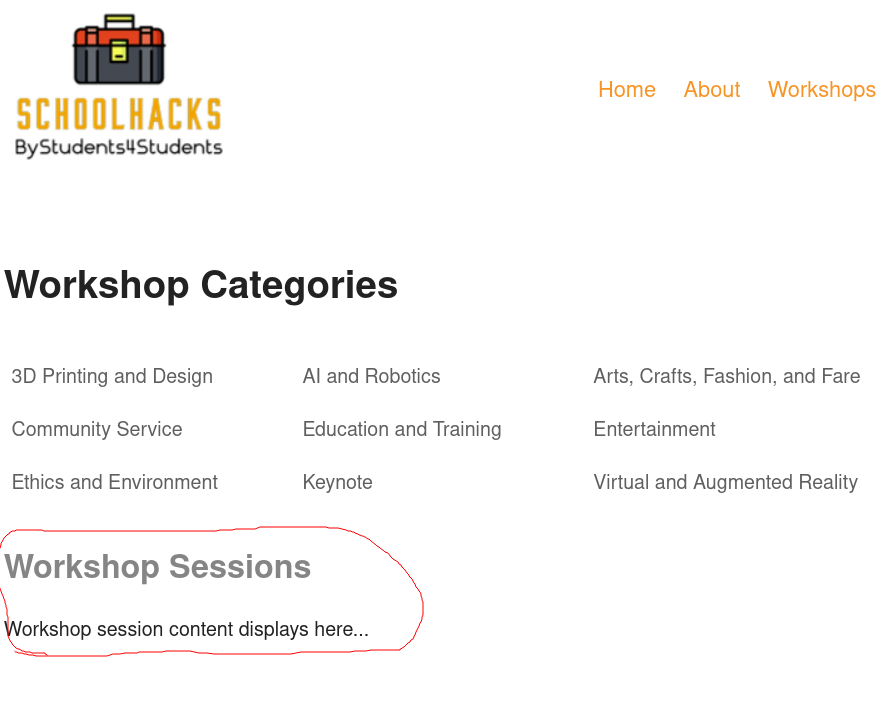 SCHOOLHACKS
ByStudents4Students
Home About Workshops
Workshop Categories
3D Printing and Design AI and Robotics Arts, Crafts, Fashion, and Fare
Community Service Education and Training Entertainment
Ethics and Environment Keynote Virtual and Augmented Reality
Workshop Sessions
Workshop session content displays here...